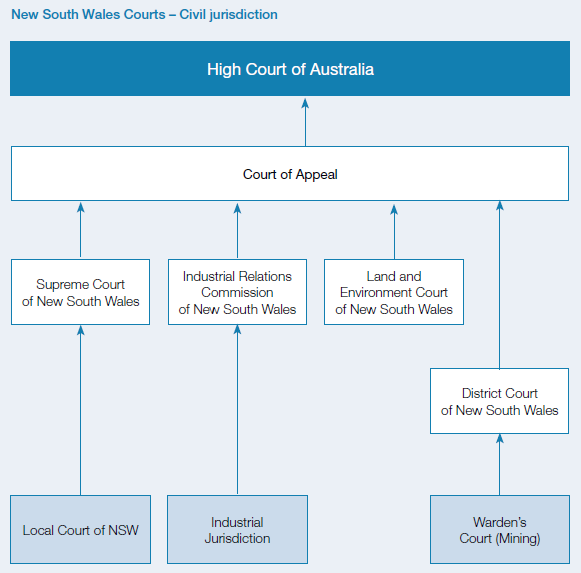 New South Wales Courts – Civil jurisdiction
High Court of Australia
Court of Appeal
Supreme Court
of New South Wales
Industrial Relations
Commission
of New South Wales
Land and
Environment Court
of New South Wales
District Court
of New South Wales
Local Court of NSW
Industrial
Jurisdiction
Warden's
Court (Mining)